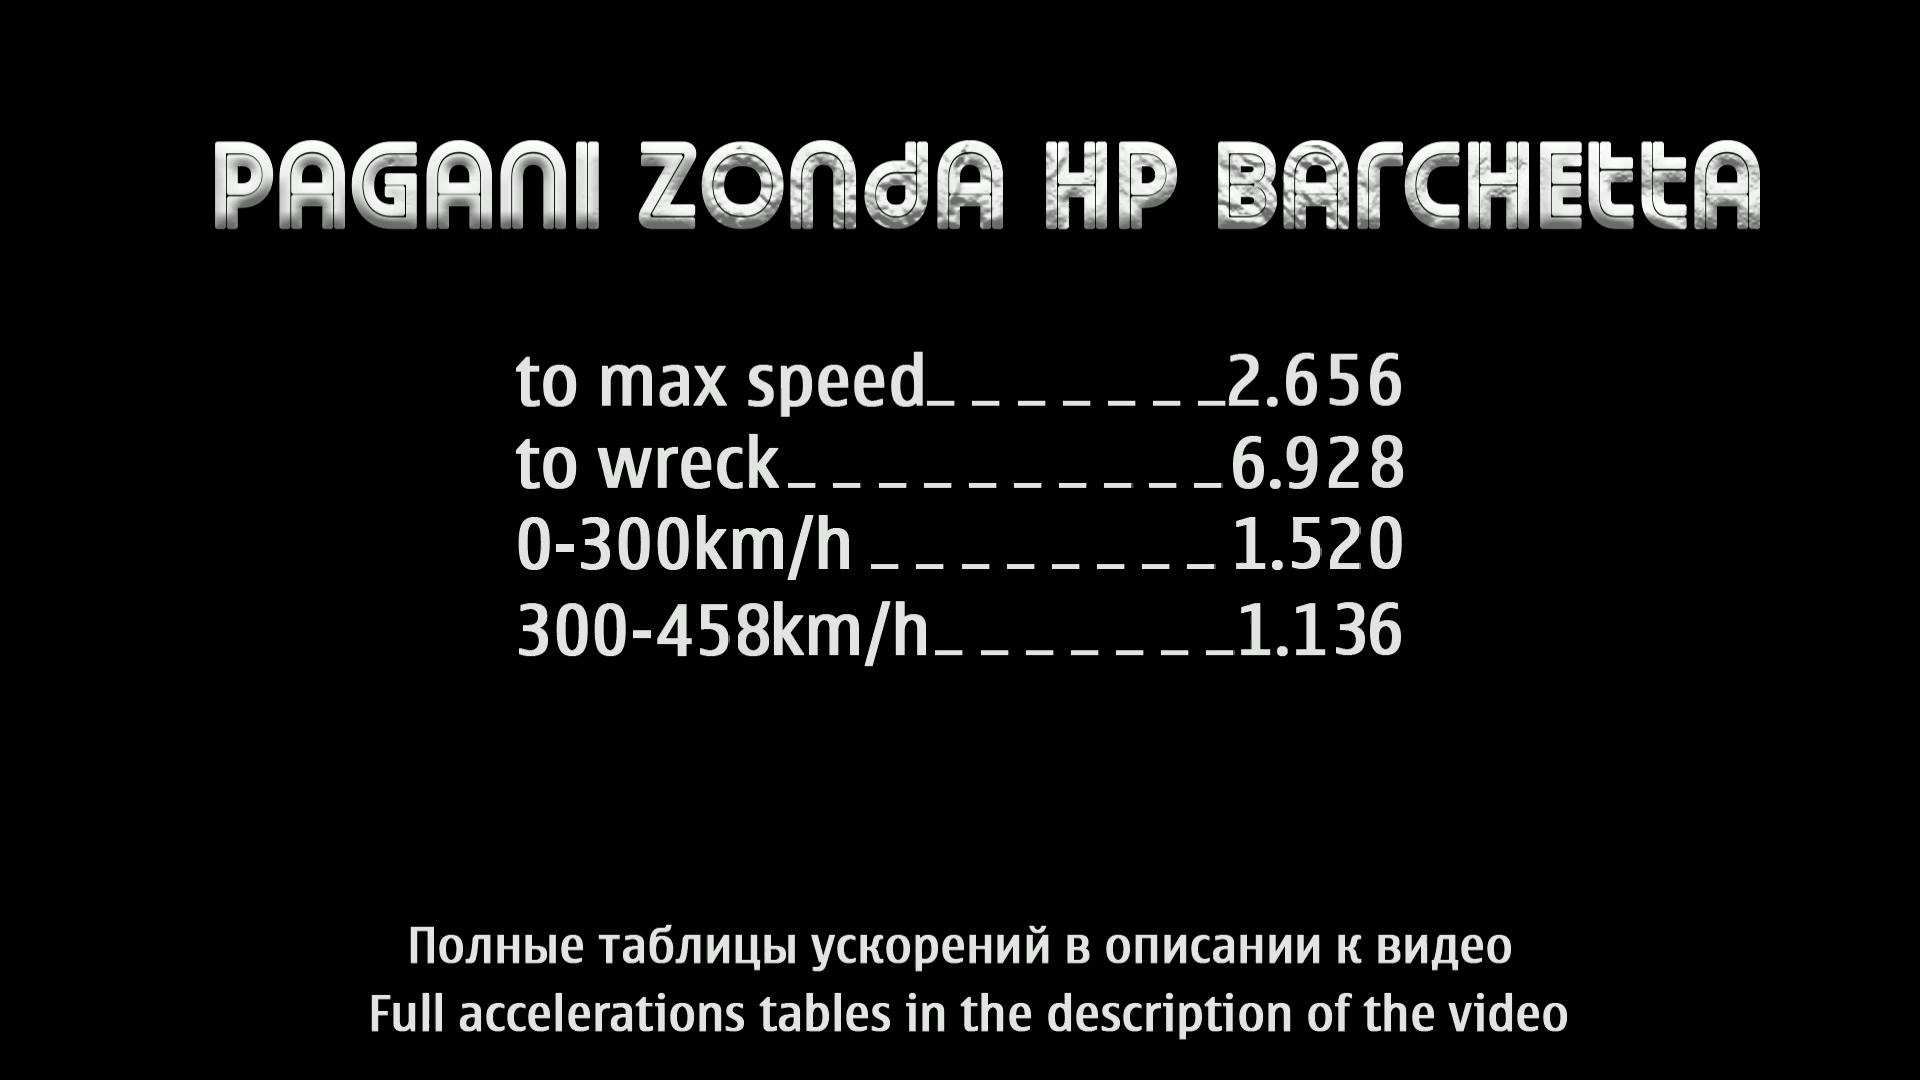 PAGANI ZONdA HP BARCHEttA
to max speed_ _ _ _ _ _ _2.656
to wreck_ _ _ _ _ _ _ _ _ _6.928
0-300km/h _ _ _ _ _ _ _ _ 1.520
300-458km/h_ _ _ _ _ _ _1.136
Полные таблицы ускорений в описании к видео
Full accelerations tables in the description of the video